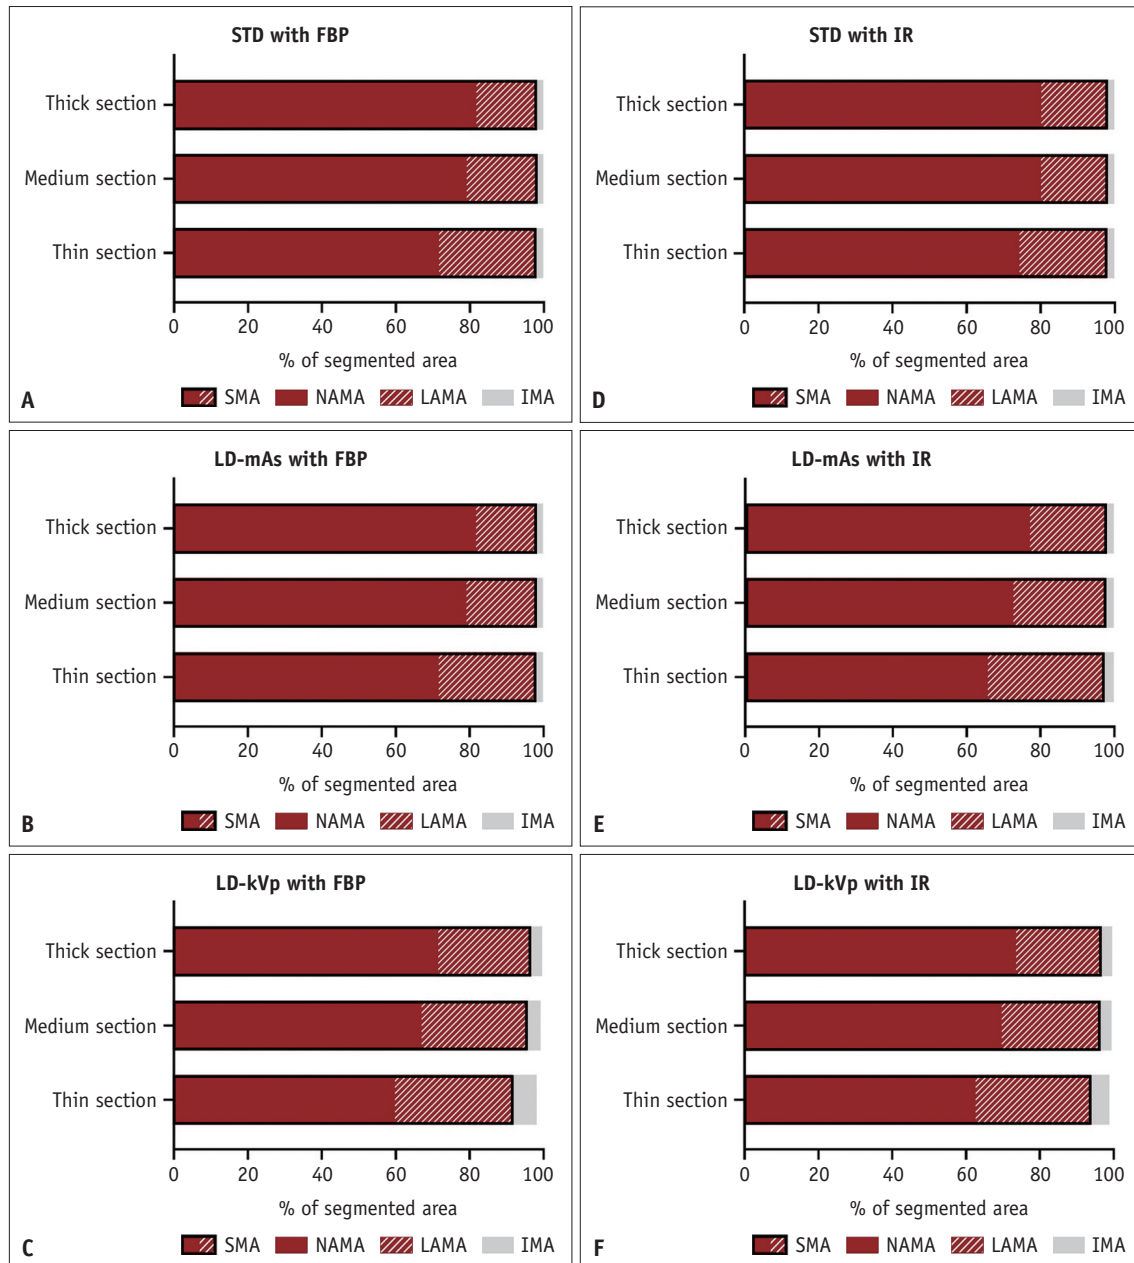 STD with FBP
Thick section
Medium section
Thin section
0 20 40 60 80 100
% of segmented area
A SMA NAMA LAMA IMA
STD with IR
Thick section
Medium section
Thin section
0 20 40 60 80 100
% of segmented area
D SMA NAMA LAMA IMA
LD-mAs with FBP
Thick section
Medium section
Thin section
0 20 40 60 80 100
% of segmented area
B SMA NAMA LAMA IMA
LD-mAs with IR
Thick section
Medium section
Thin section
0 20 40 60 80 100
% of segmented area
E SMA NAMA LAMA IMA
LD-kVp with FBP
Thick section
Medium section
Thin section
0 20 40 60 80 100
% of segmented area
C SMA NAMA LAMA IMA
LD-kVp with IR
Thick section
Medium section
Thin section
0 20 40 60 80 100
% of segmented area
F SMA NAMA LAMA IMA